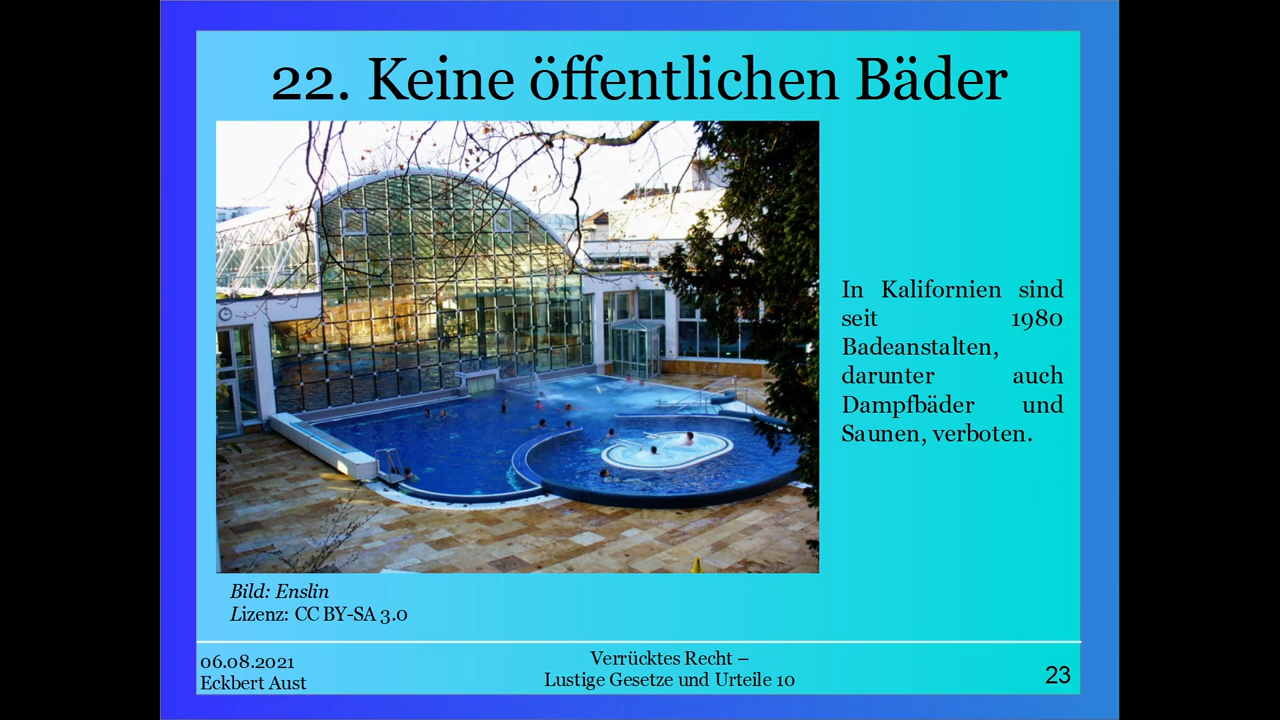 22. Keine öffentlichen Bäder
In Kalifornien sind
seit 1980
Badeanstalten,
darunter auch
Dampfbäder und
Saunen, verboten.
Bild: Enslin
Lizenz: CC BY-SA 3.0
06.08.2021
Eckbert Aust
Verrücktes Recht –
Lustige Gesetze und Urteile 10
23